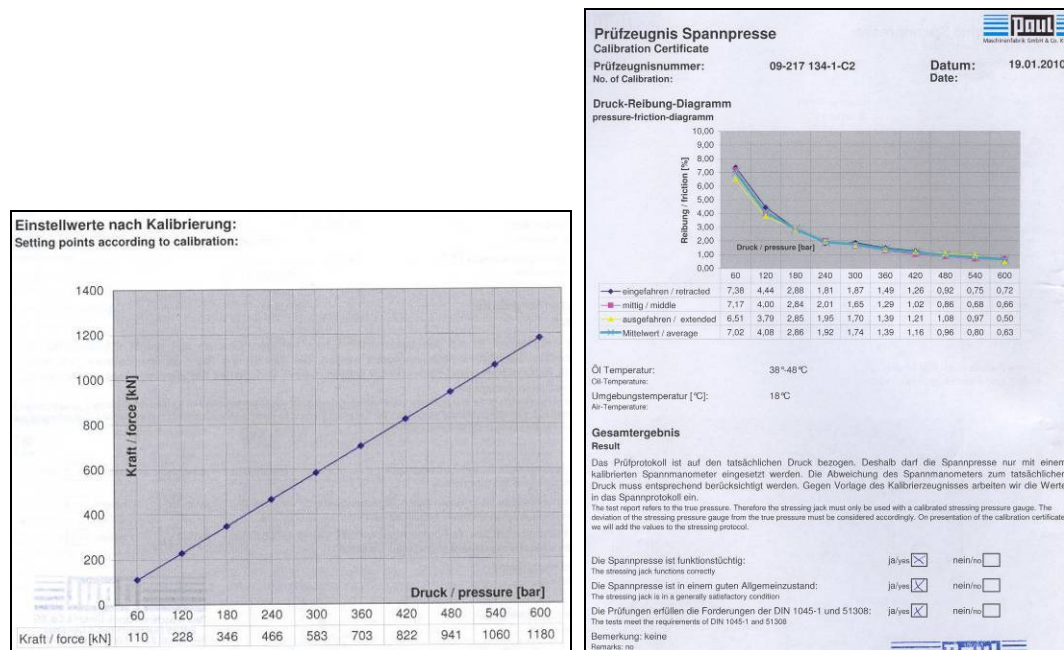 Einstellwerte nach Kalibrierung:
Setting points according to calibration:
1400
1200
1000
800
600
400
200
0
Kraft / force [kN]
Druck / pressure [bar]
60 120 180 240 300 360 420 480 540 600
Kraft / force [kN] 110 228 346 466 583 703 822 941 1060 1180
Prüfzeugnis Spannpresse
Calibration Certificate
Paul
Maschinenfabrik GmbH & Co. K
Prüfzeugnisnummer: 09-217 134-1-C2 Datum: 19.01.2010
No. of Calibration: Date:
Druck-Reibung-Diagramm
pressure-friction-diagramm
10,00
9,00
8,00
7,00
6,00
5,00
4,00
3,00
2,00
1,00
0,00
Reibung / friction [%]
Druck / pressure [bar]
60 120 180 240 300 360 420 480 540 600
eingefahren / retracted 7,38 4,44 2,88 1,81 1,87 1,49 1,26 0,92 0,75 0,72
mittig / middle 7,17 4,00 2,84 2,01 1,65 1,29 1,02 0,86 0,68 0,66
ausgefahren / extended 6,51 3,79 2,85 1,95 1,70 1,39 1,21 1,08 0,97 0,50
Mittelwert / average 7,02 4,08 2,86 1,92 1,74 1,39 1,16 0,96 0,80 0,63
Öl Temperatur: 38°-48°C
Oil-Temperature:
Umgebungstemperatur [°C]: 18°C
Air-Temperature:
Gesamtergebnis
Result
Das Prüfprotokoll ist auf den tatsächlichen Druck bezogen. Deshalb darf die Spannpresse nur mit einem
kalibrierten Spannmanometer eingesetzt werden. Die Abweichung des Spannmanometers zum tatsächlichen
Druck muss entsprechend berücksichtigt werden. Gegen Vorlage des Kalibrierzeugnisses arbeiten wir die Werte
in das Spannprotokoll ein.
The test report refers to the true pressure. Therefore the stressing jack must only be used with a calibrated stressing pressure gauge. The
deviation of the stressing pressure gauge from the true pressure must be considered accordingly. On presentation of the calibration certificate
we will add the values to the stressing protocol.
Die Spannpresse ist funktionstüchtig: ja/yes nein/no
The stressing jack functions correctly
Die Spannpresse ist in einem guten Allgemeinzustand: ja/yes nein/no
The stressing jack is in a generally satisfactory condition
Die Prüfungen erfüllen die Forderungen der DIN 1045-1 und 51308: ja/yes nein/no
The tests meet the requirements of DIN 1045-1 and 51308
Bemerkung: keine
Remarks: no